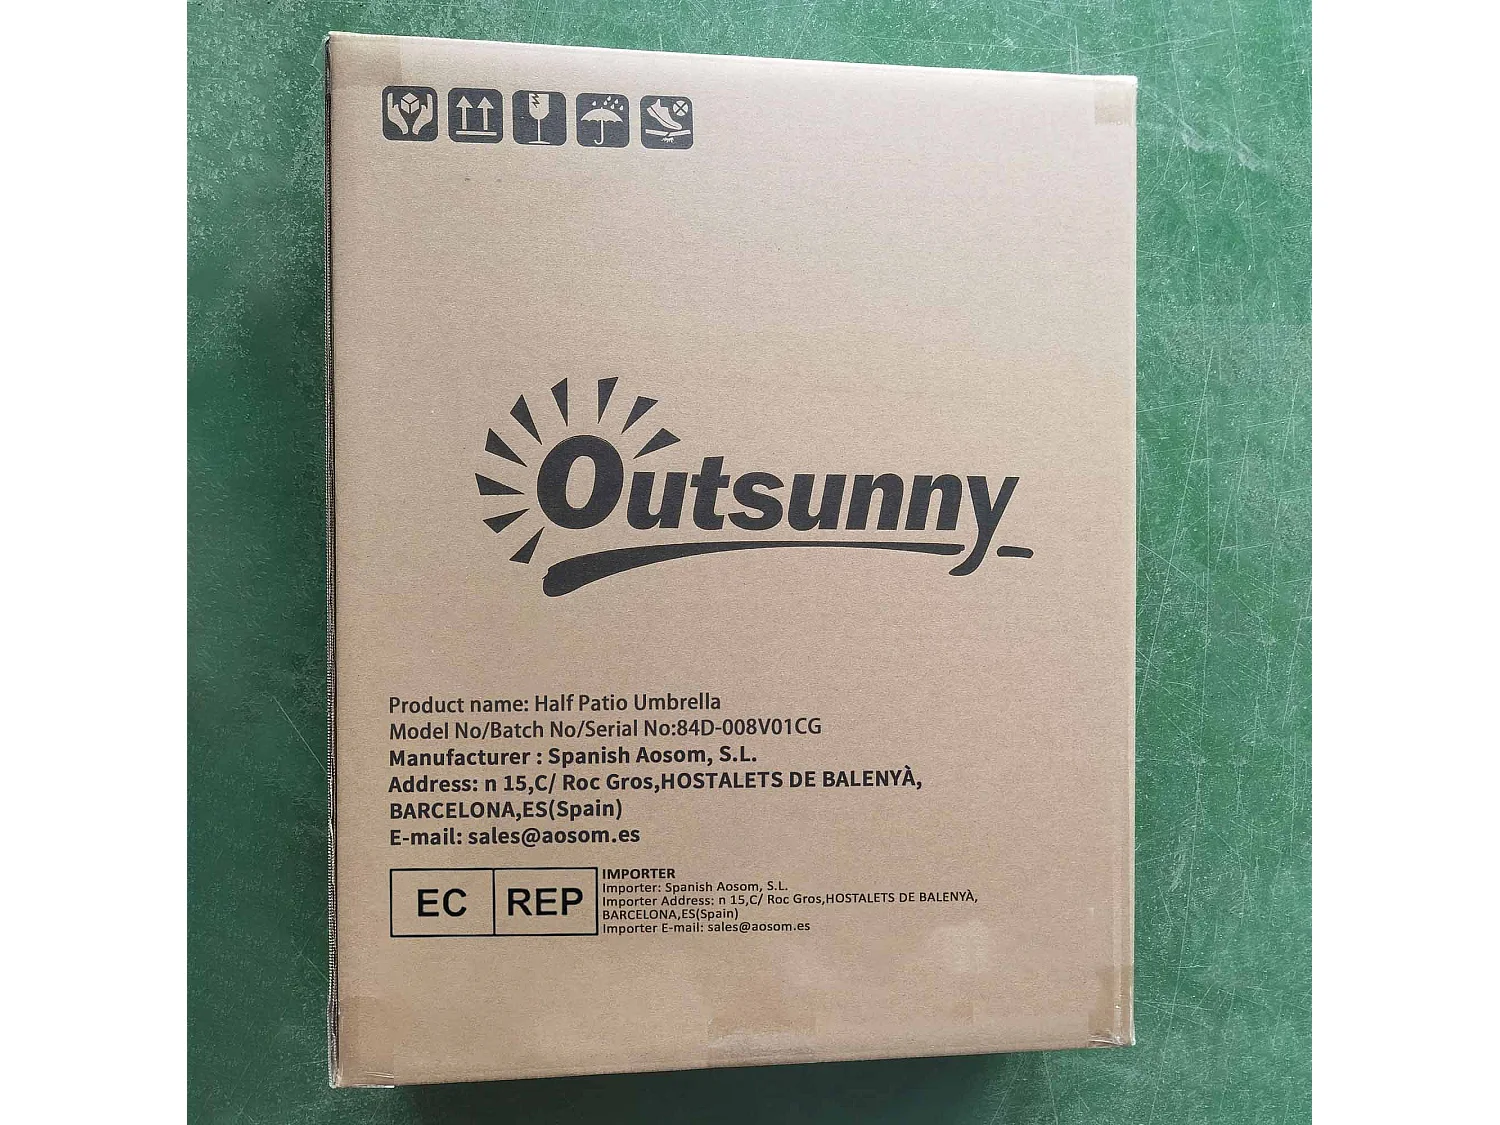 Outsunny
Product name: Half Patio Umbrella
Model No/Batch No/Serial No:84D-008V01CG
Manufacturer : Spanish Aosom, S.L.
Address: n 15,C/ Roc Gros,HOSTALETS DE BALENYÀ,
BARCELONA,ES(Spain)
E-mail: sales@aosom.es
EC REP
IMPORTER
Importer: Spanish Aosom, S.L.
Importer Address: n 15,C/ Roc Gros,HOSTALETS DE BALENYÀ,
BARCELONA,ES(Spain)
Importer E-mail: sales@aosom.es